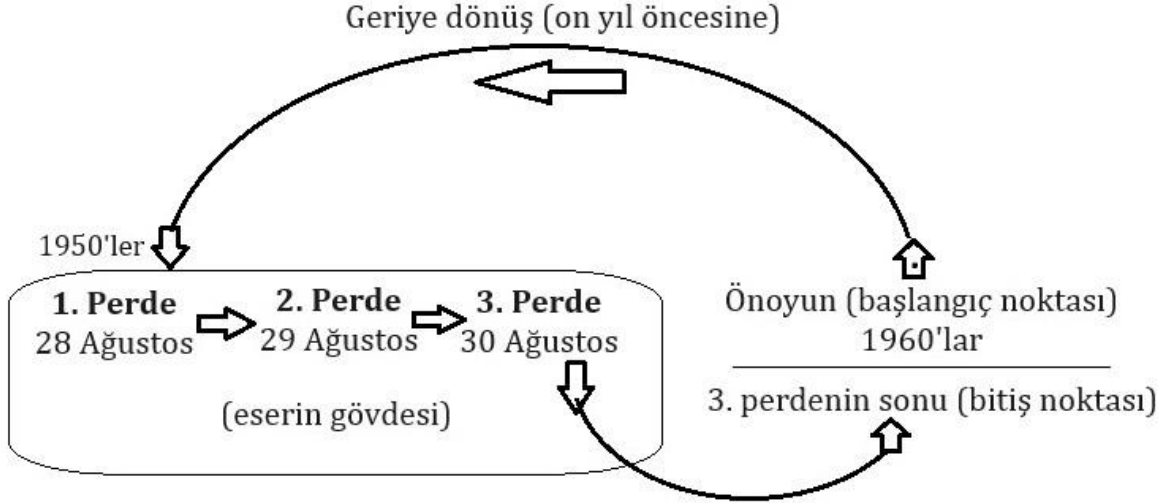 Geriye dönüş (on yıl öncesine)
1950'ler
1. Perde
28 Ağustos
2. Perde
29 Ağustos
3. Perde
30 Ağustos
(eserin gövdesi)
Önoyun (başlangıç noktası)
1960'lar
3. perdenin sonu (bitiş noktası)